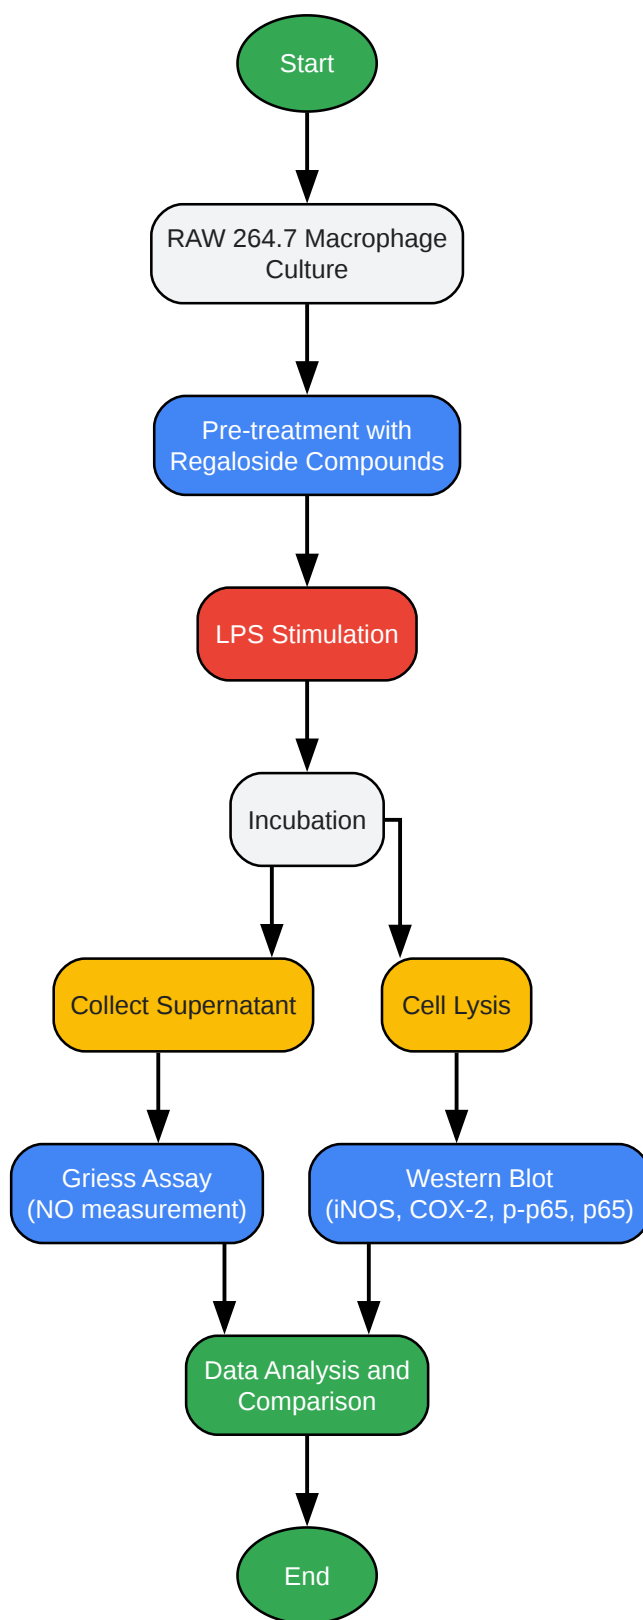 Start
RAW 264.7 Macrophage
Culture
Pre-treatment with
Regaloside Compounds
LPS Stimulation
Incubation
Collect Supernatant
Cell Lysis
Griess Assay
(NO measurement)
Western Blot
(iNOS, COX-2, p-p65, p65)
Data Analysis and
Comparison
End